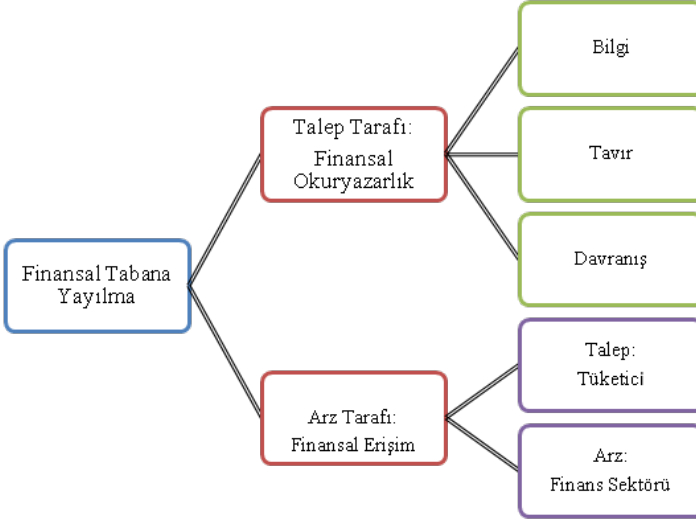 Finansal Tabana
Yayılma
Talep Tarafı:
Finansal
Okuryazarlık
Bilgi
Tavır
Davranış
Arz Tarafı:
Finansal Erişim
Talep:
Tüketici
Arz:
Finans Sektörü